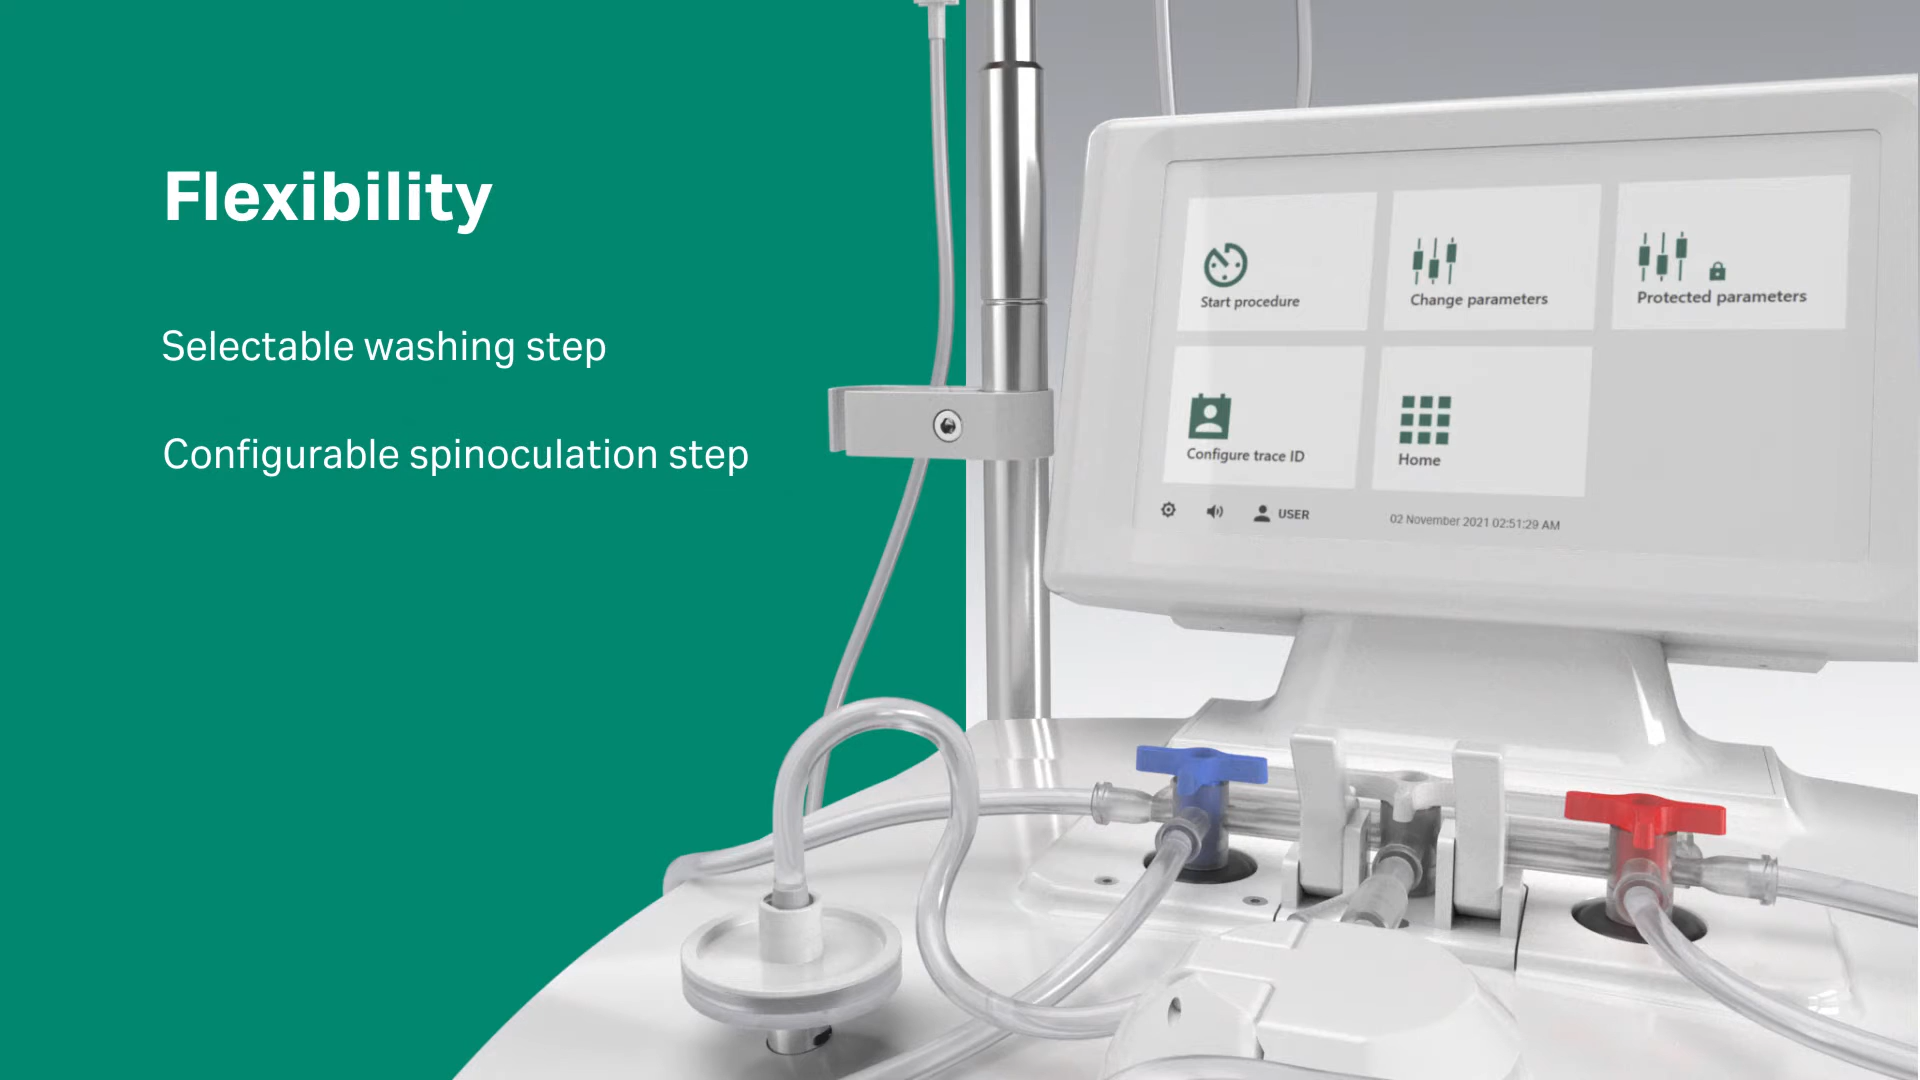 Flexibility
Selectable washing step
Configurable spinoculation step
Start procedure
Change parameters
Protected parameters
Configure trace ID
Home
USER
02 November 2021 02:51:29 AM